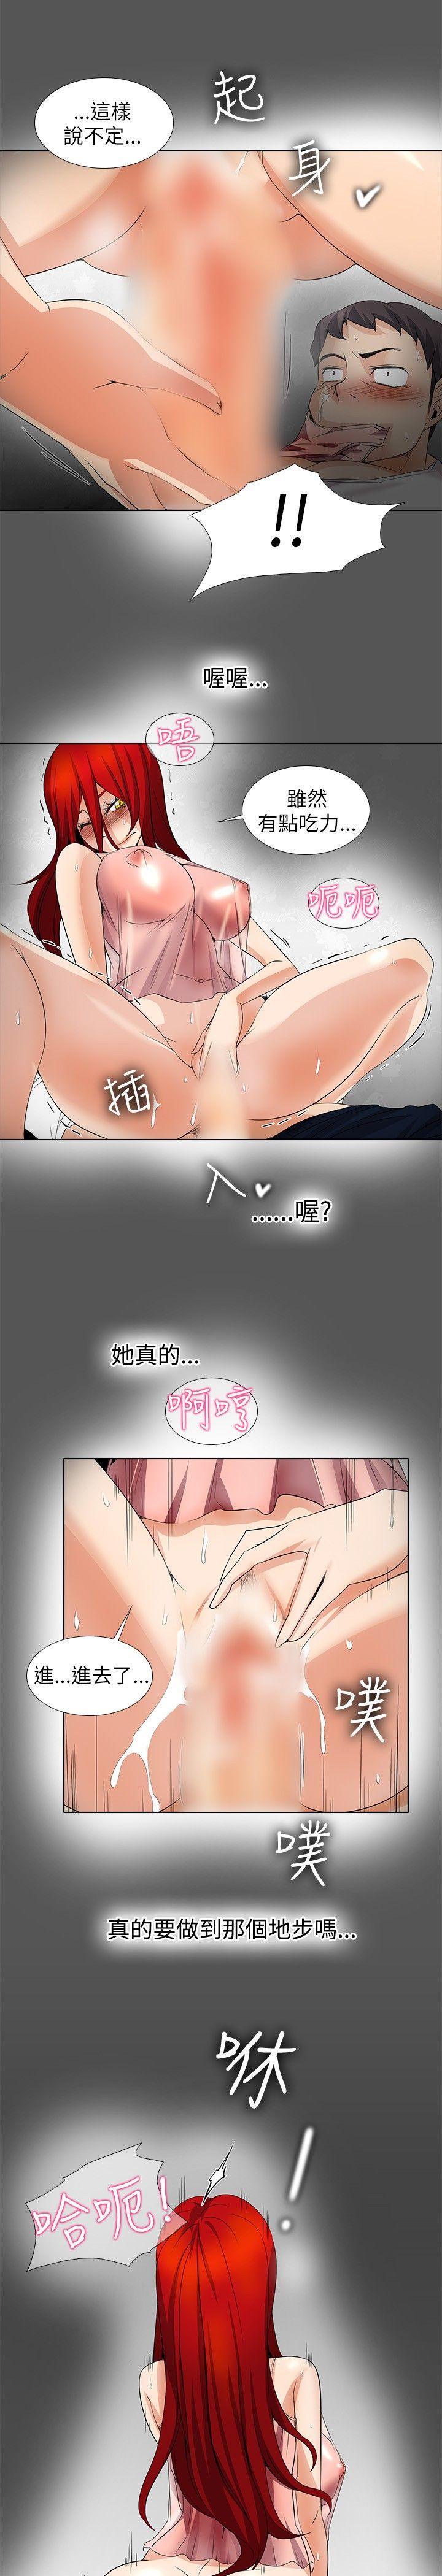 ...這樣
說不定...
起
身
!!
喔喔...
唔
雖然
有點吃力...
呃呃
插
入
......喔?
她真的...
啊哼
進...進去了...
噗
噗
真的要做到那個地步嗎...
咻
!
哈呃!